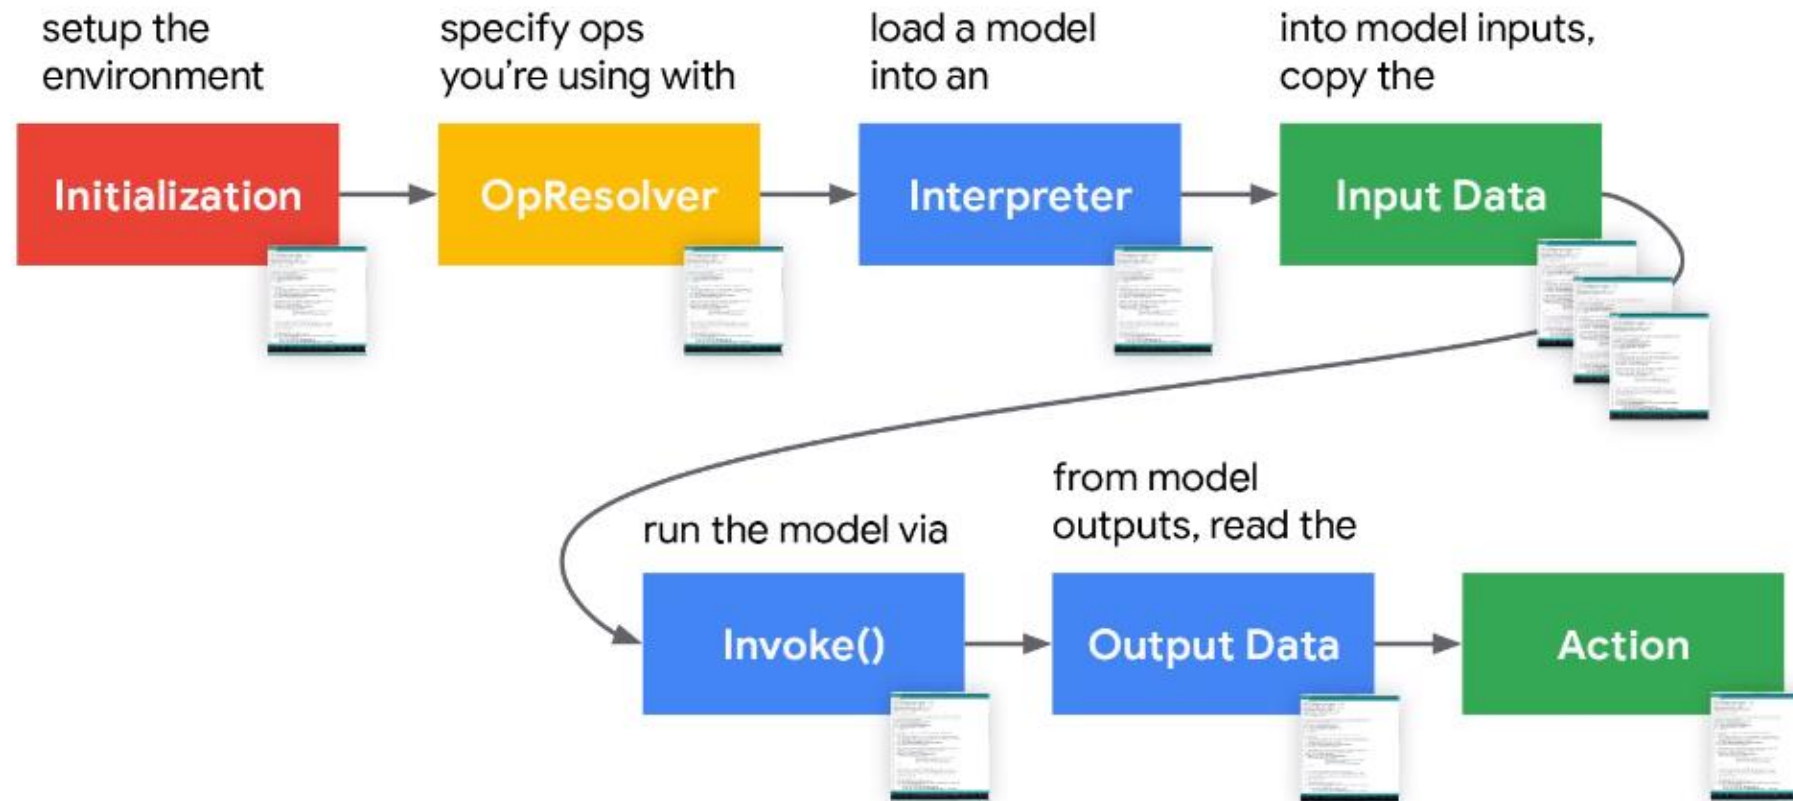 setup the
environment
specify ops
you're using with
load a model
into an
into model inputs,
copy the
Initialization
OpResolver
Interpreter
Input Data
run the model via
from model
outputs, read the
Invoke()
Output Data
Action